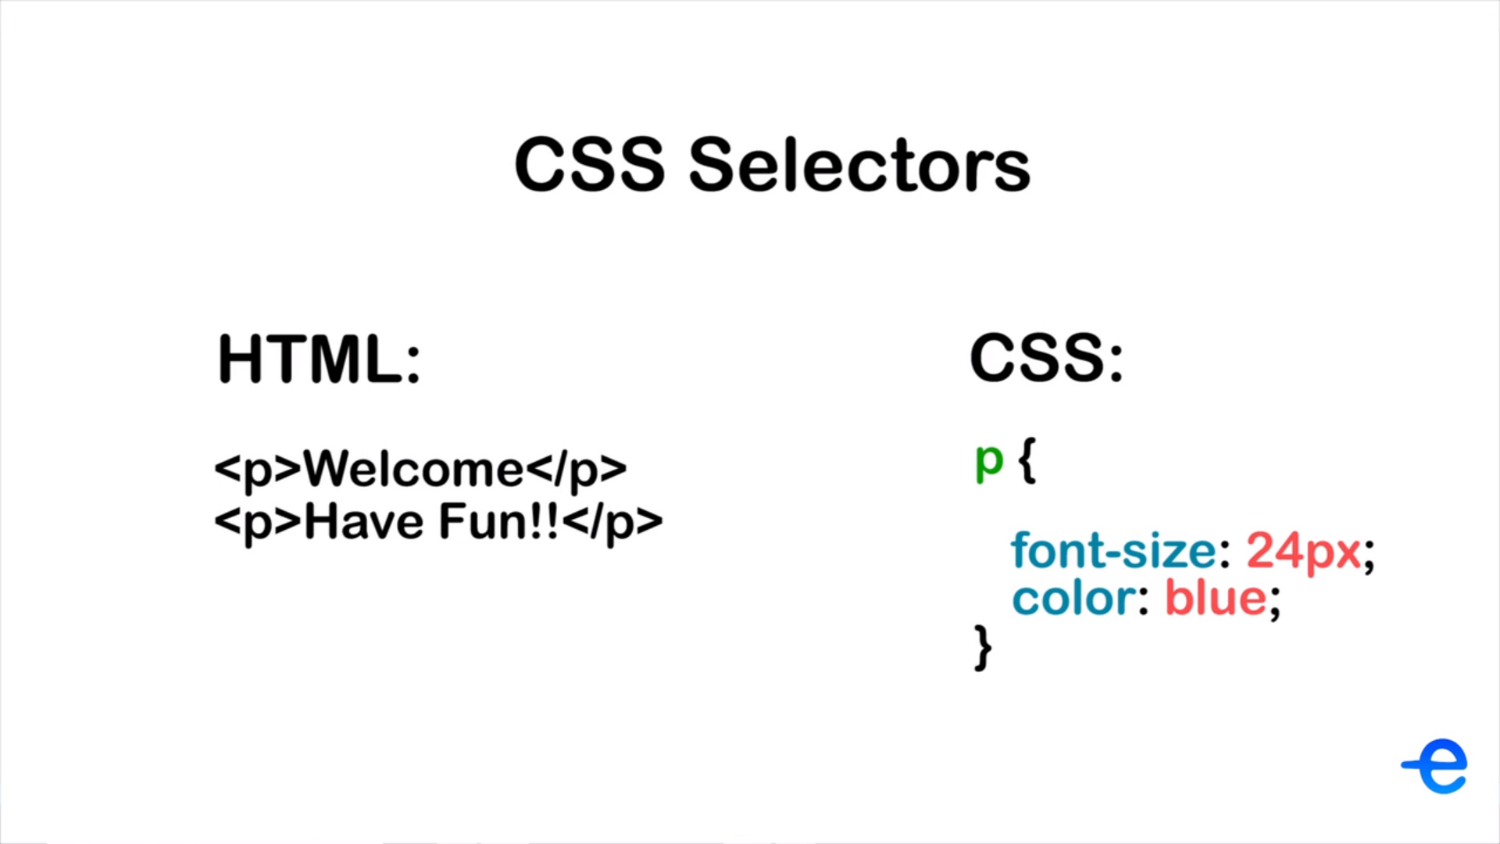 CSS Selectors
HTML:
<p>Welcome</p>
<p>Have Fun!!</p>
CSS:
p {
font-size: 24px;
color: blue;
}
e